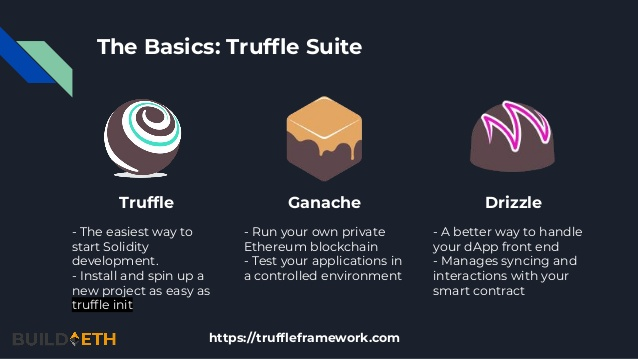 The Basics: Truffle Suite
Truffle
- The easiest way to
start Solidity
development.
- Install and spin up a
new project as easy as
truffle init
Ganache
- Run your own private
Ethereum blockchain
- Test your applications in
a controlled environment
Drizzle
- A better way to handle
your dApp front end
- Manages syncing and
interactions with your
smart contract
BUILD ETH
https://truffleframework.com